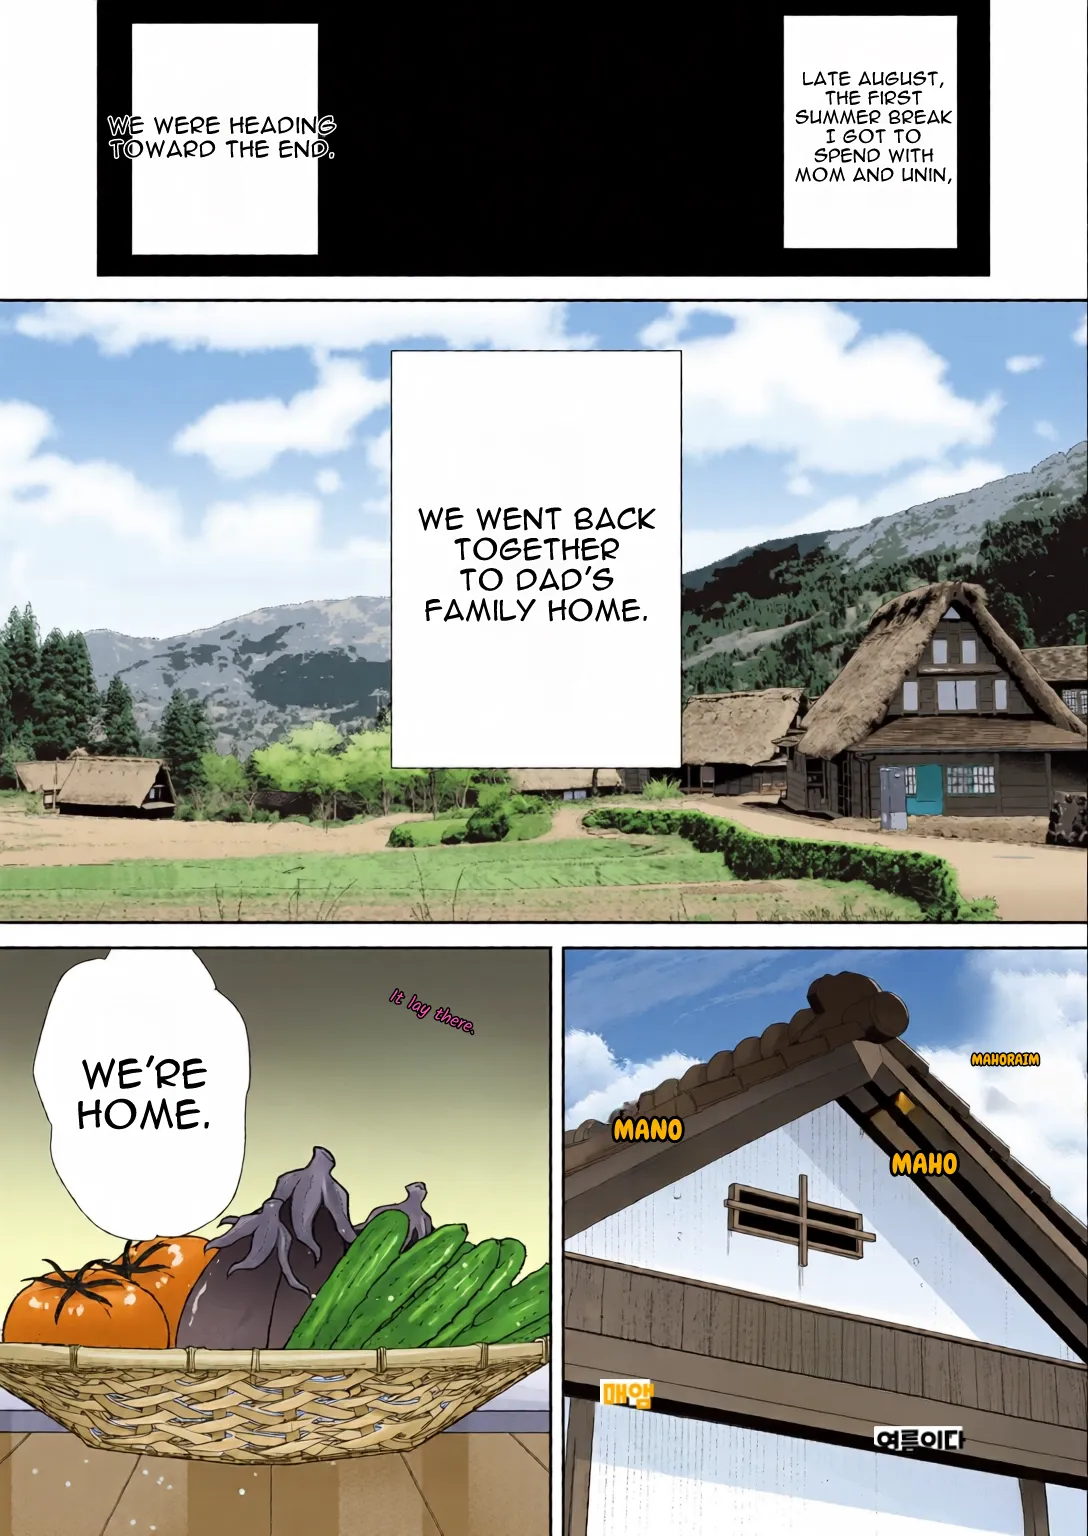 LATE AUGUST,
THE FIRST
SUMMER BREAK
I GOT TO
SPEND WITH
MOM AND UNIN,
WE WERE HEADING
TOWARD THE END.
WE WENT BACK
TOGETHER
TO DAD'S
FAMILY HOME.
MAHORAIM
MANO
MAHO
매앰
여름이다
It lay there.
WE'RE
HOME.